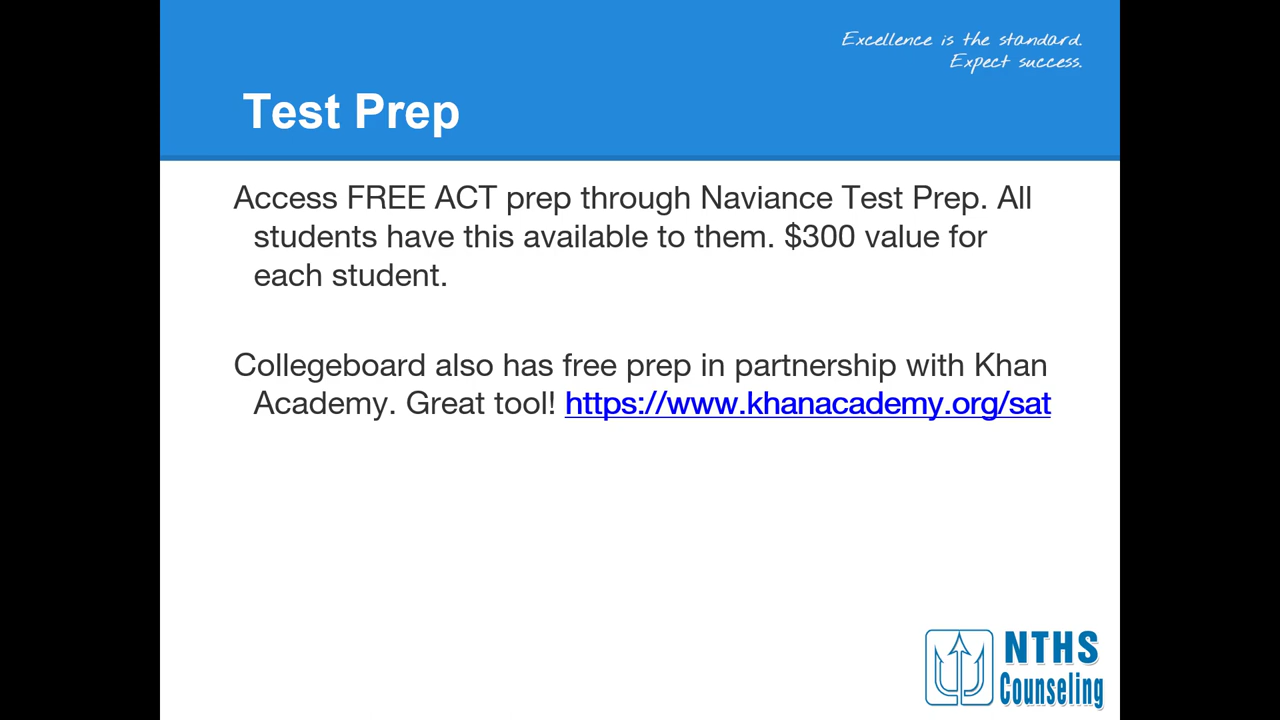 Excellence is the standard.
Expect success.
Test Prep
Access FREE ACT prep through Naviance Test Prep. All
students have this available to them. $300 value for
each student.
Collegeboard also has free prep in partnership with Khan
Academy. Great tool! https://www.khanacademy.org/sat
NTHS
Counseling